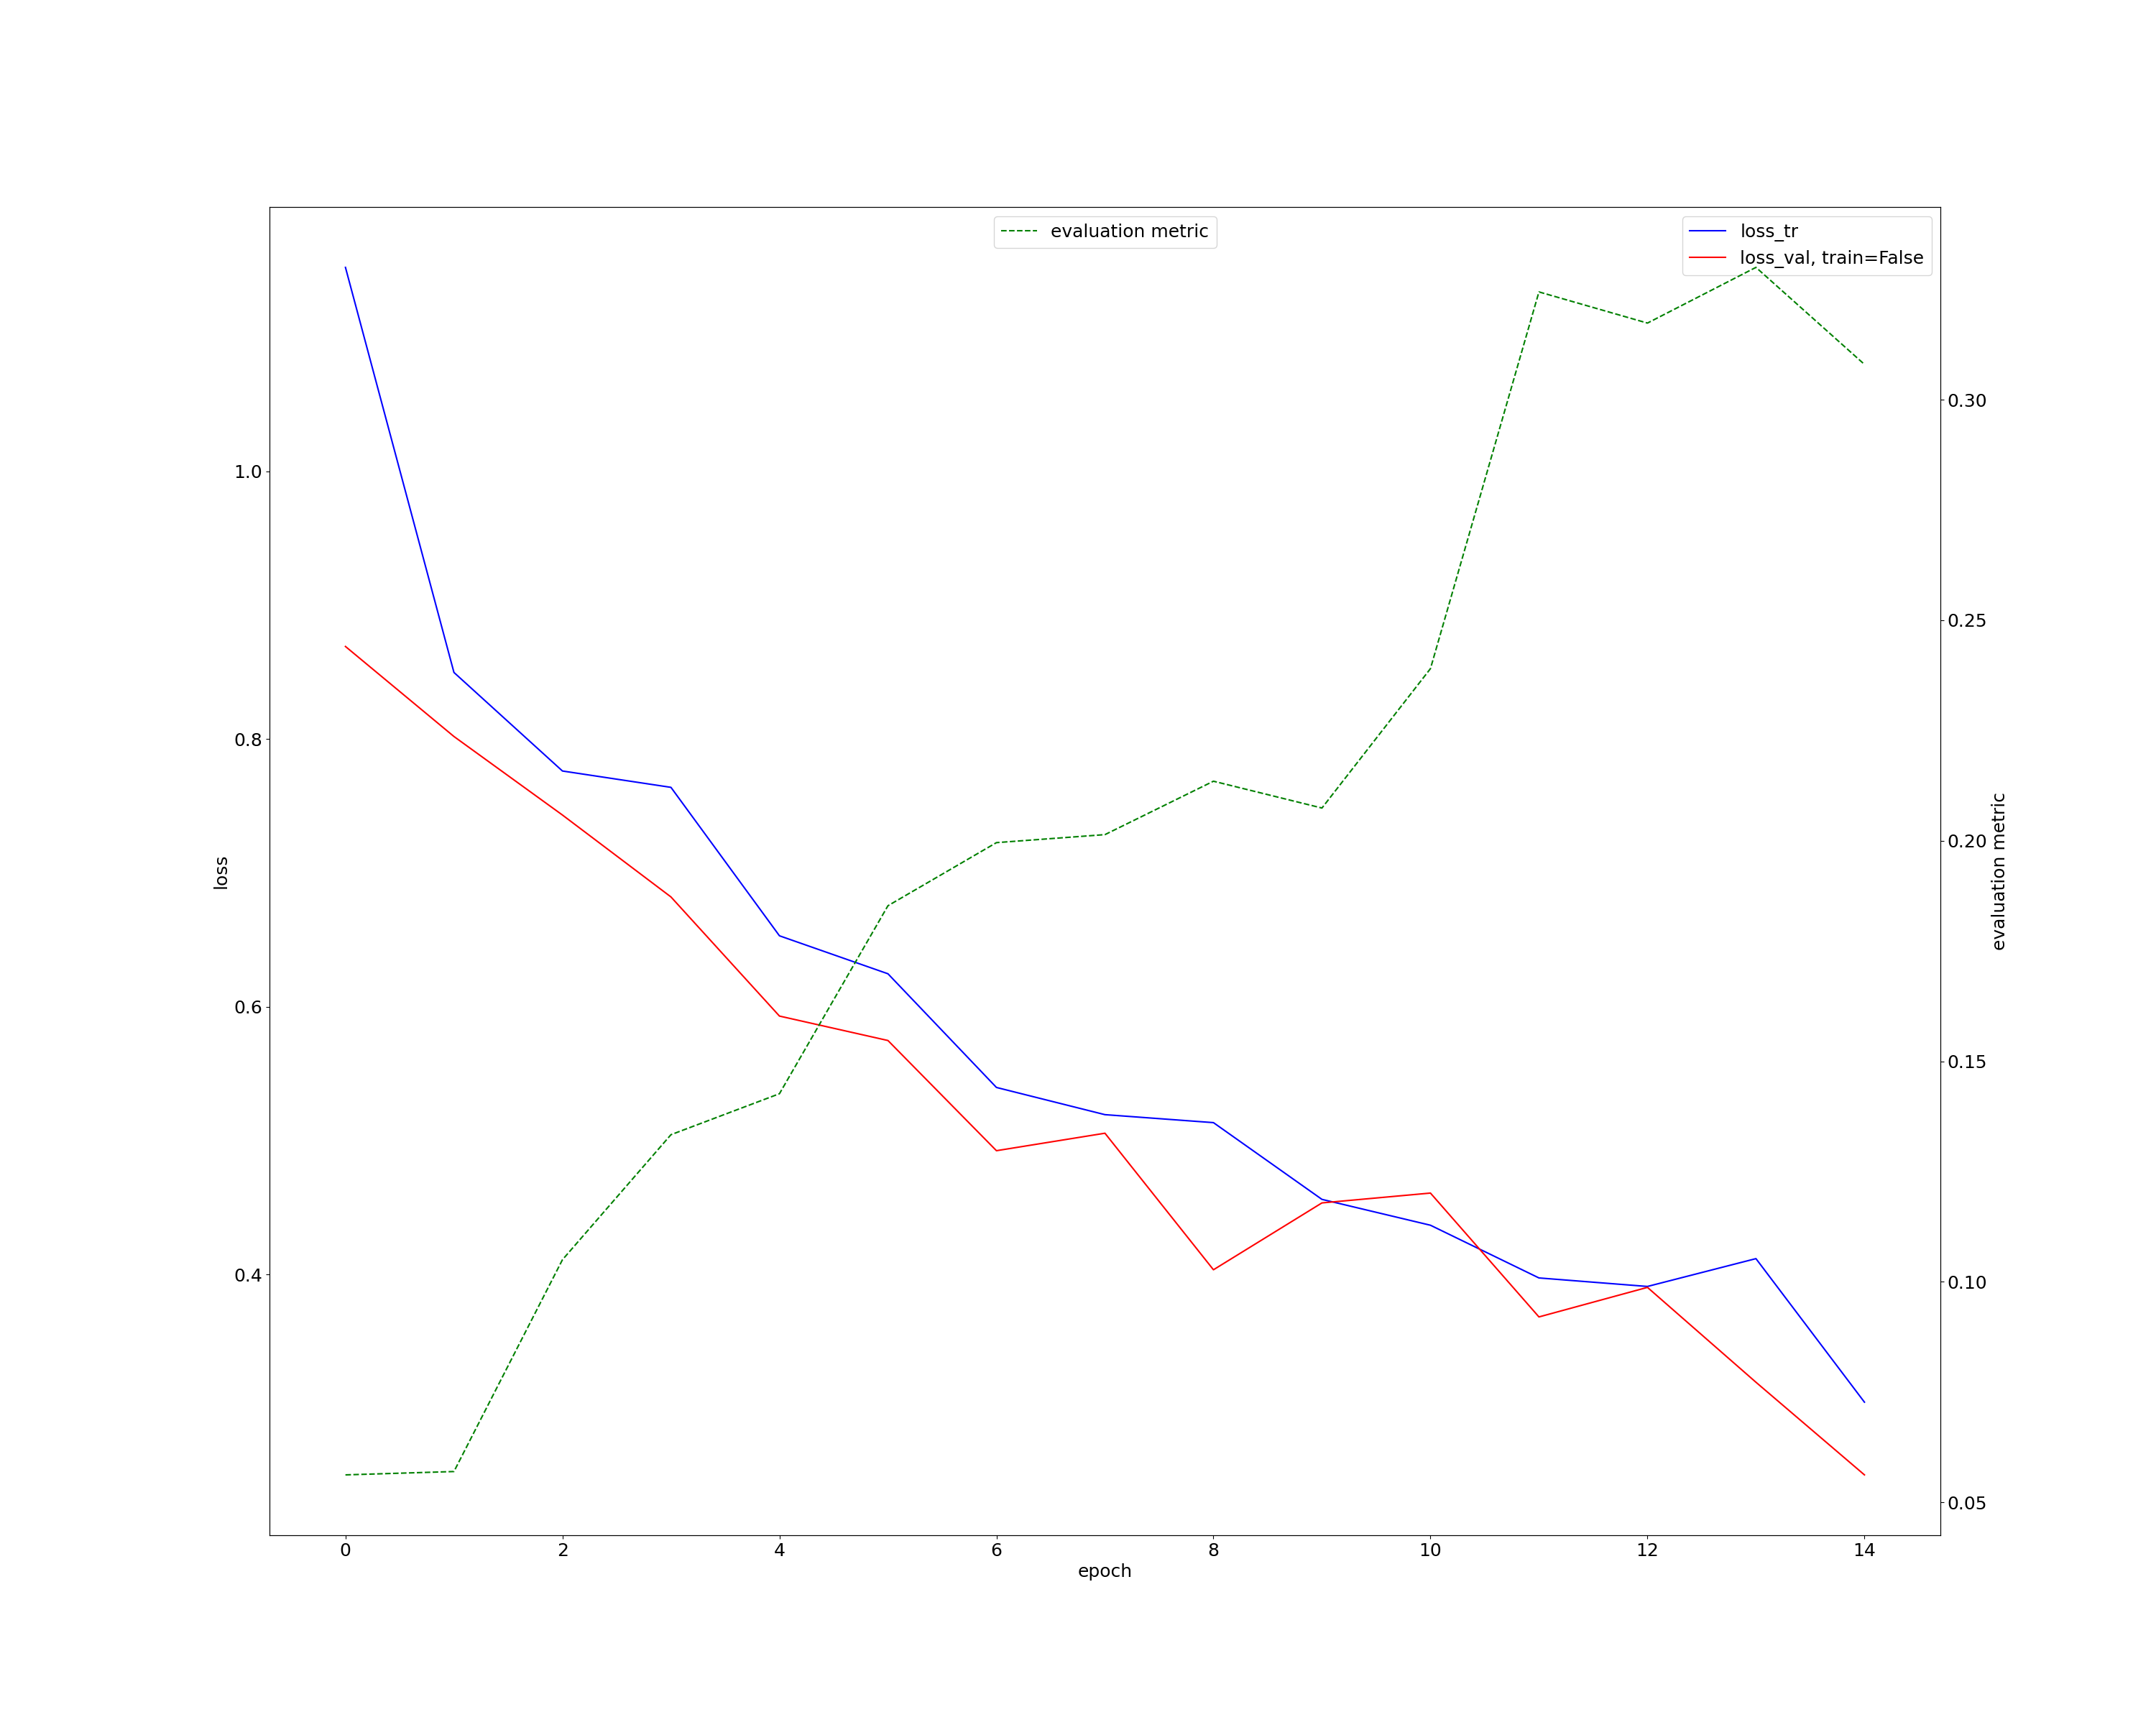 evaluation metric
loss_tr
loss_val, train=False
1.0
0.8
0.6
0.4
loss
0.30
0.25
0.20
0.15
0.10
0.05
evaluation metric
0 2 4 6 8 10 12 14
epoch